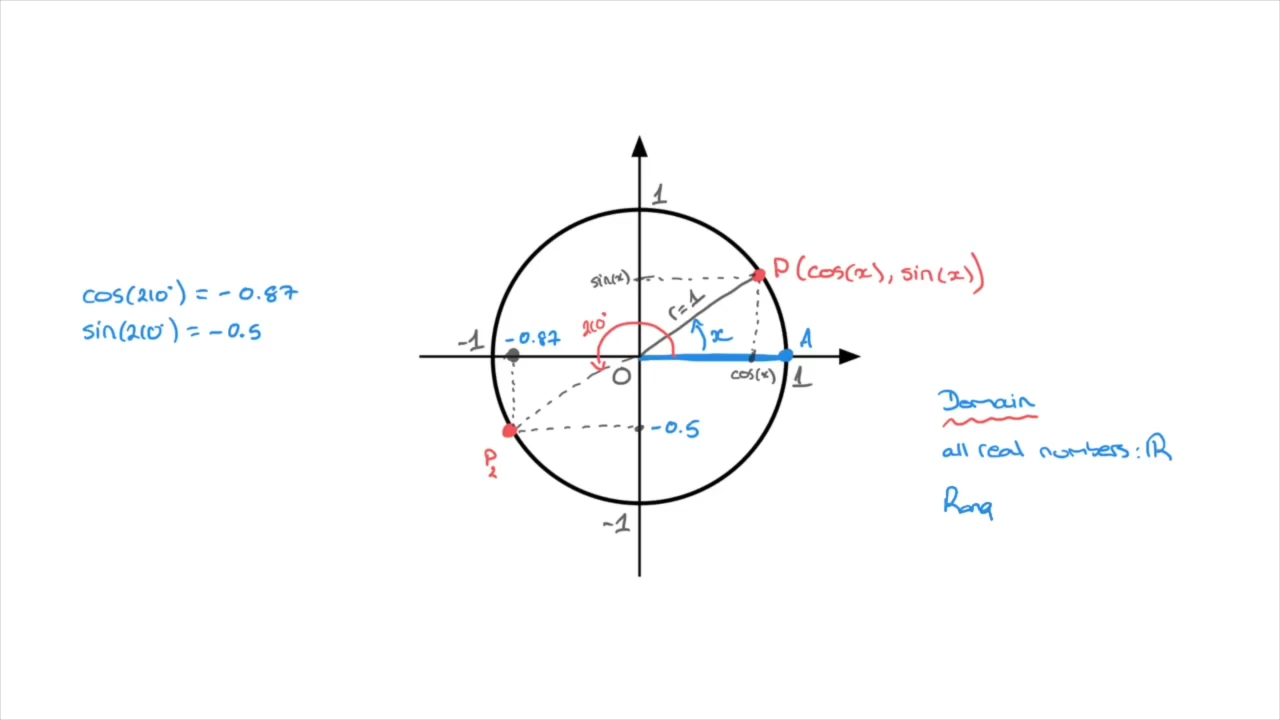 1
sin(x)
P(cos(x), sin(x))
cos(210°) = -0.87
sin(210°) = -0.5
210°
r=1
-1
-0.87
x
A
O
cos(x)
1
Domain
-0.5
all real numbers: ℝ
P2
Rang
-1